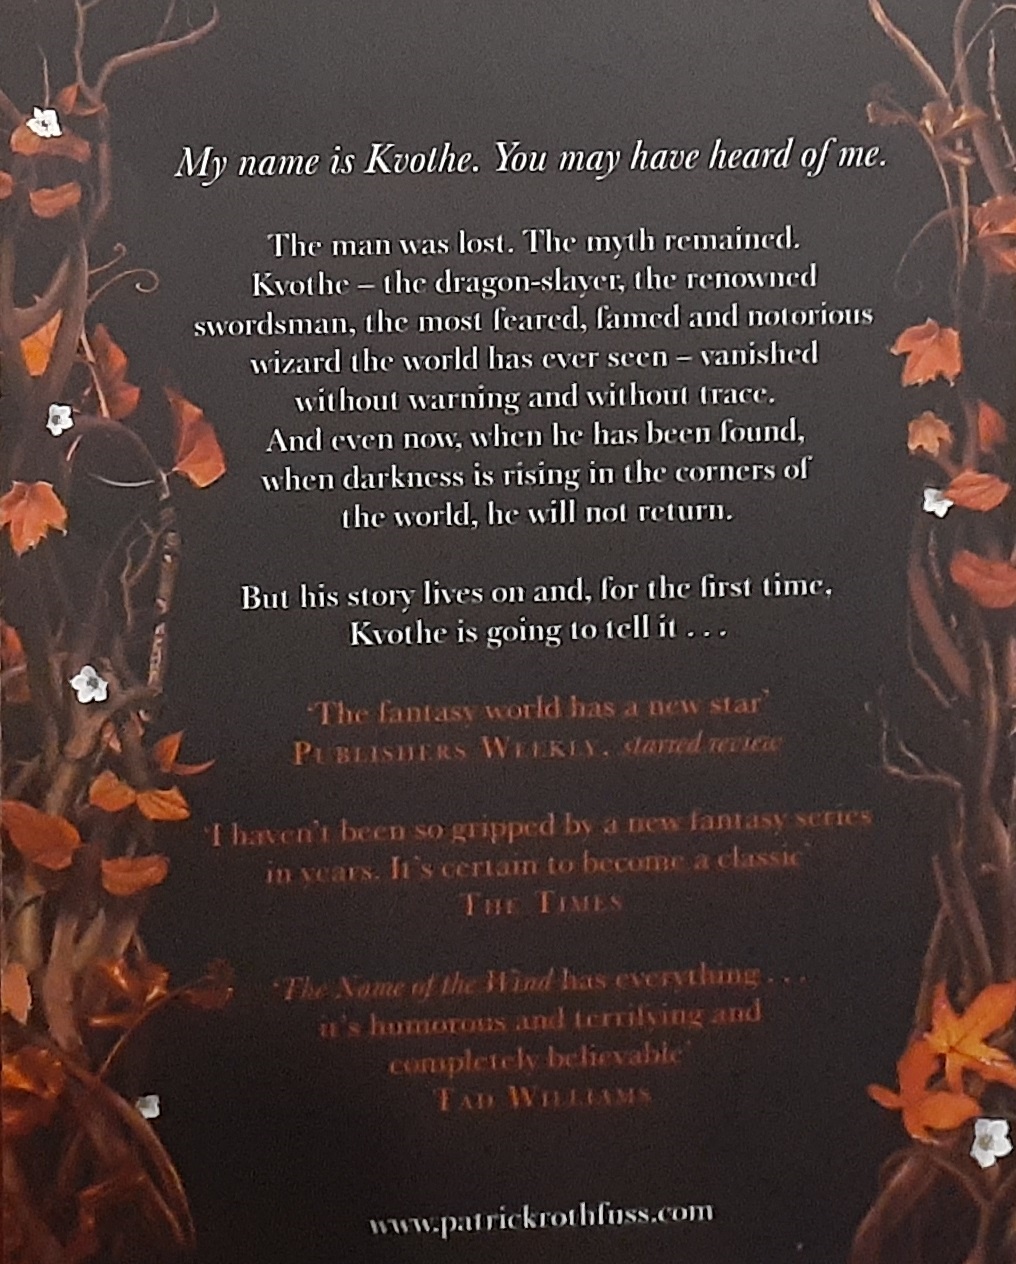 My name is Kvothe. You may have heard of me.
The man was lost. The myth remained.
Kvothe – the dragon-slayer, the renowned
swordsman, the most feared, famed and notorious
wizard the world has ever seen – vanished
without warning and without trace.
And even now, when he has been found,
when darkness is rising in the corners of
the world, he will not return.
But his story lives on and, for the first time,
Kvothe is going to tell it . . .
‘The fantasy world has a new star’
PUBLISHERS WEEKLY, starred review
‘I haven’t been so gripped by a new fantasy series
in years. It’s certain to become a classic’
THE TIMES
‘The Name of the Wind has everything . . .
it’s humorous and terrifying and
completely believable’
TAD WILLIAMS
www.patrickrothfuss.com